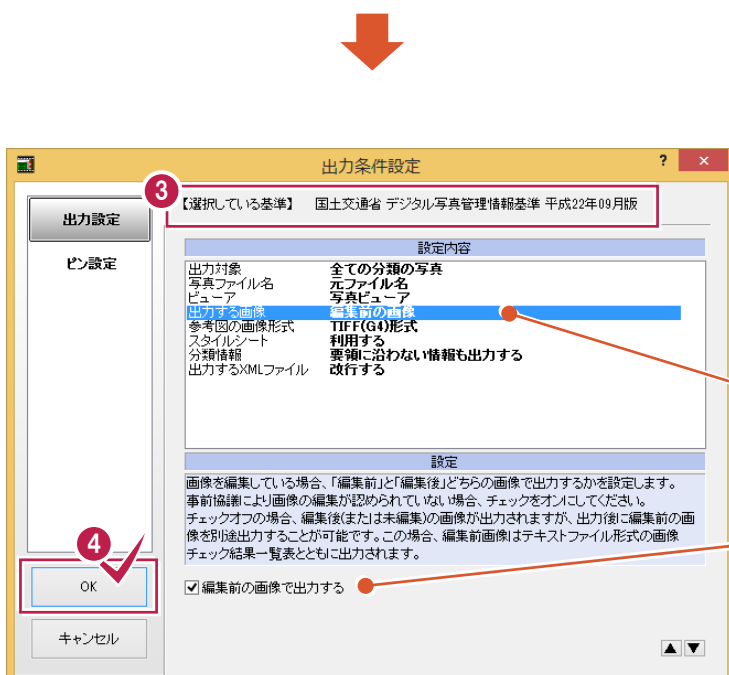 出力条件設定
? ×
3
【選択している基準】 国土交通省 デジタル写真管理情報基準 平成22年09月版
出力設定
ピン設定
設定内容
出力対象 全ての分類の写真
写真ファイル名 元ファイル名
ビューア 写真ビューア
出力する画像 編集前の画像
参考図の画像形式 TIFF(G4)形式
スタイルシート 利用する
分類情報 要領に沿わない情報も出力する
出力するXMLファイル 改行する
設定
画像を編集している場合、「編集前」と「編集後」どちらの画像で出力するかを設定します。
事前協議により画像の編集が認められていない場合、チェックをオンにしてください。
チェックオフの場合、編集後(または未編集)の画像が出力されますが、出力後に編集前の画
像を別途出力することが可能です。この場合、編集前画像はテキストファイル形式の画像
チェック結果一覧表とともに出力されます。
4
OK
編集前の画像で出力する
キャンセル